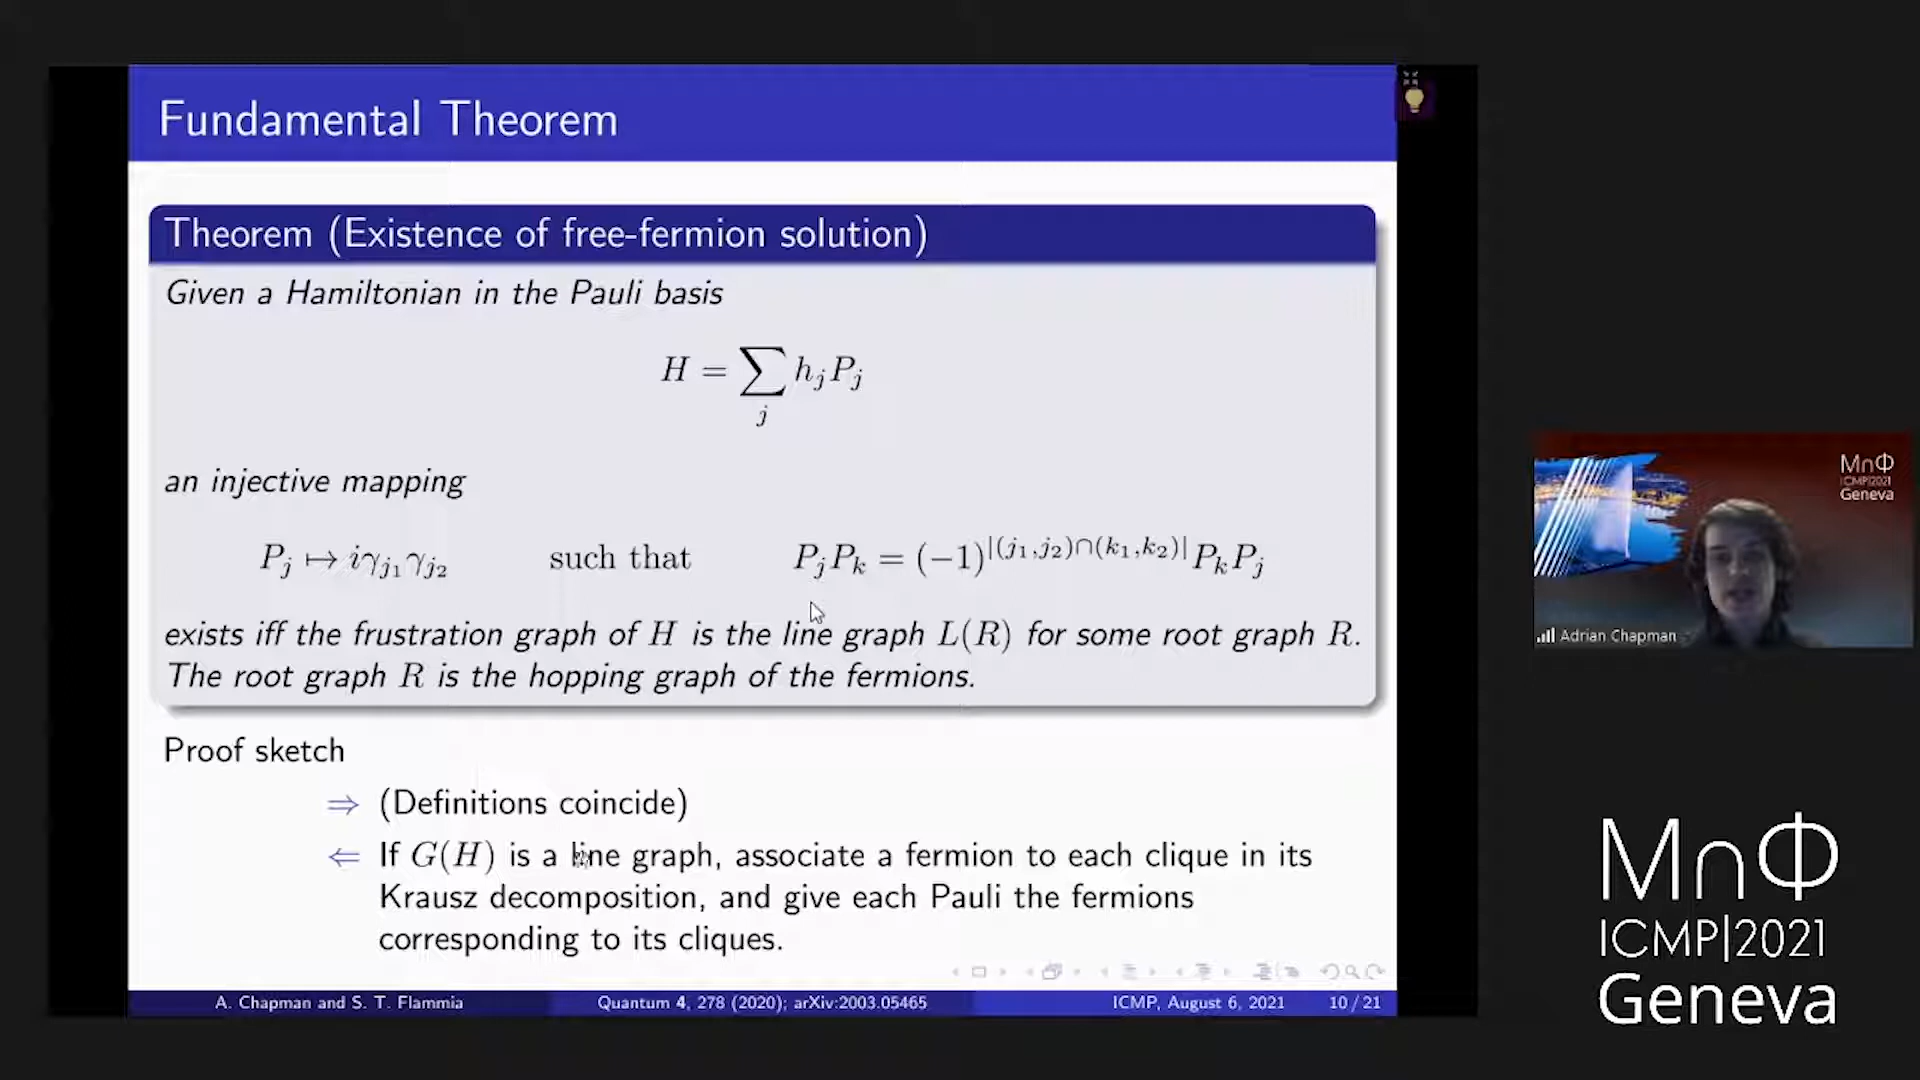 Fundamental Theorem
Theorem (Existence of free-fermion solution)
Given a Hamiltonian in the Pauli basis
H = ∑_j h_j P_j
an injective mapping
P_j ↦ iγ_{j_1}γ_{j_2} such that P_j P_k = (−1)^{|(j_1,j_2)∩(k_1,k_2)|} P_k P_j
exists iff the frustration graph of H is the line graph L(R) for some root graph R.
The root graph R is the hopping graph of the fermions.
Proof sketch
⇒ (Definitions coincide)
⇐ If G(H) is a line graph, associate a fermion to each clique in its
Krausz decomposition, and give each Pauli the fermions
corresponding to its cliques.
A. Chapman and S. T. Flammia Quantum 4, 278 (2020); arXiv:2003.05465 ICMP, August 6, 2021 10 / 21
M∩Φ
ICMP|2021
Geneva
Adrian Chapman
M∩Φ
ICMP|2021
Geneva